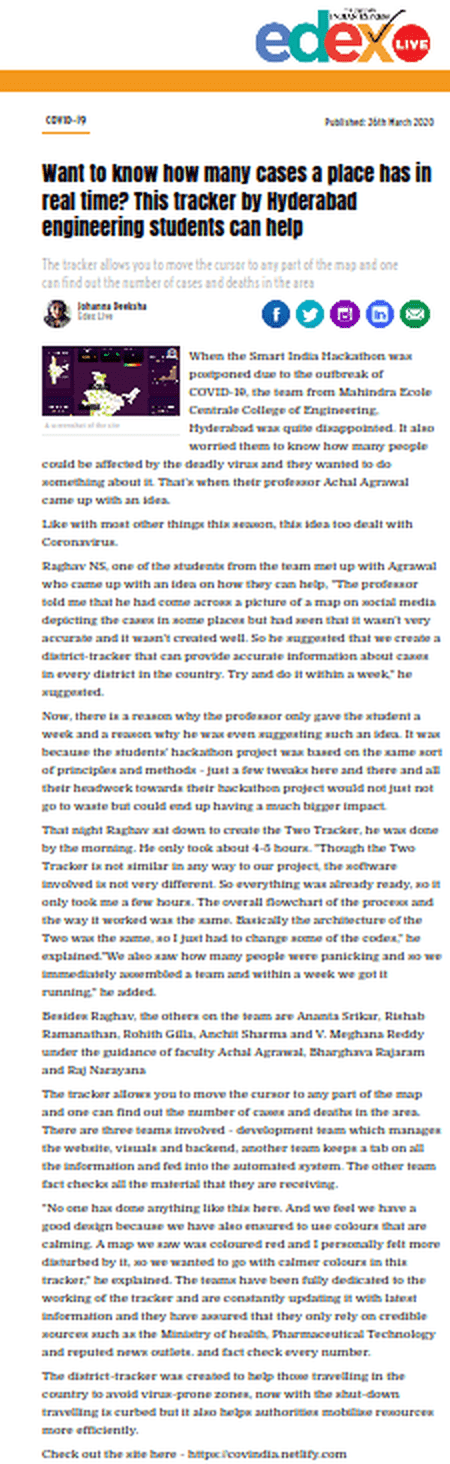 THE NEW INDIAN EXPRESS
edex LIVE
COVID-19
Published: 26th March 2020
Want to know how many cases a place has in
real time? This tracker by Hyderabad
engineering students can help
The tracker allows you to move the cursor to any part of the map and one
can find out the number of cases and deaths in the area
Johanna Deeksha
Edex Live
A screenshot of the site
When the Smart India Hackathon was
postponed due to the outbreak of
COVID-19, the team from Mahindra Ecole
Centrale College of Engineering,
Hyderabad was quite disappointed. It also
worried them to know how many people
could be affected by the deadly virus and they wanted to do
something about it. That's when their professor Achal Agrawal
came up with an idea.
Like with most other things this season, this idea too dealt with
Coronavirus.
Raghav NS, one of the students from the team met up with Agrawal
who came up with an idea on how they can help, "The professor
told me that he had come across a picture of a map on social media
depicting the cases in some places but had seen that it wasn't very
accurate and it wasn't created well. So he suggested that we create a
district-tracker that can provide accurate information about cases
in every district in the country. Try and do it within a week," he
suggested.
Now, there is a reason why the professor only gave the student a
week and a reason why he was even suggesting such an idea. It was
because the students' hackathon project was based on the same sort
of principles and methods - just a few tweaks here and there and all
their headwork towards their hackathon project would not just not
go to waste but could end up having a much bigger impact.
That night Raghav sat down to create the Two Tracker, he was done
by the morning. He only took about 4-5 hours. "Though the Two
Tracker is not similar in any way to our project, the software
involved is not very different. So everything was already ready, so it
only took me a few hours. The overall flowchart of the process and
the way it worked was the same. Basically the architecture of the
Two was the same, so I just had to change some of the codes," he
explained."We also saw how many people were panicking and so we
immediately assembled a team and within a week we got it
running," he added.
Besides Raghav, the others on the team are Ananta Srikar, Rishab
Ramanathan, Rohith Gilla, Anchit Sharma and V. Meghana Reddy
under the guidance of faculty Achal Agrawal, Bharghava Rajaram
and Raj Narayana
The tracker allows you to move the cursor to any part of the map
and one can find out the number of cases and deaths in the area.
There are three teams involved - development team which manages
the website, visuals and backend, another team keeps a tab on all
the information and fed into the automated system. The other team
fact checks all the material that they are receiving.
"No one has done anything like this here. And we feel we have a
good design because we have also ensured to use colours that are
calming. A map we saw was coloured red and I personally felt more
disturbed by it, so we wanted to go with calmer colours in this
tracker," he explained. The teams have been fully dedicated to the
working of the tracker and are constantly updating it with latest
information and they have assured that they only rely on credible
sources such as the Ministry of health, Pharmaceutical Technology
and reputed news outlets. and fact check every number.
The district-tracker was created to help those travelling in the
country to avoid virus-prone zones, now with the shut-down
travelling is curbed but it also helps authorities mobilise resources
more efficiently.
Check out the site here - https://covindia.netlify.com